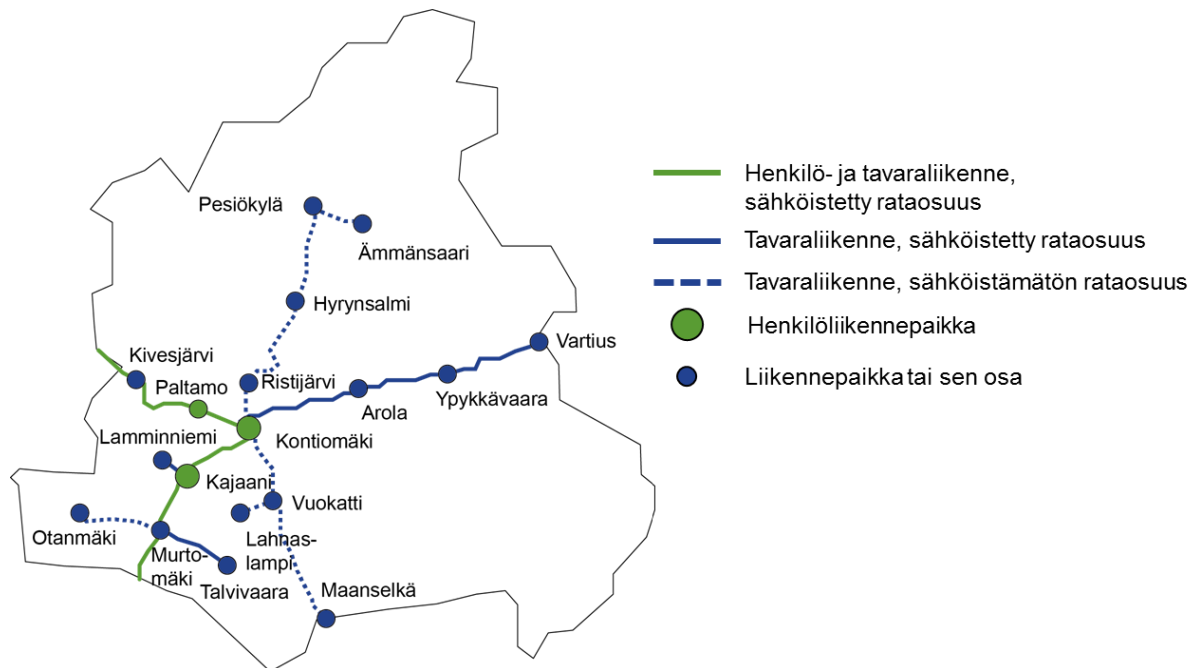 Pesiökylä
Ämmänsaari
Hyrynsalmi
Vartius
Kivesjärvi
Ristijärvi
Paltamo
Arola
Ypykkävaara
Lamminniemi
Kontiomäki
Kajaani
Vuokatti
Otanmäki
Murto-
mäki
Lahnas-
lampi
Talvivaara
Maanselkä
Henkilö- ja tavaraliikenne,
sähköistetty rataosuus
Tavaraliikenne, sähköistetty rataosuus
Tavaraliikenne, sähköistämätön rataosuus
Henkilöliikennepaikka
Liikennepaikka tai sen osa